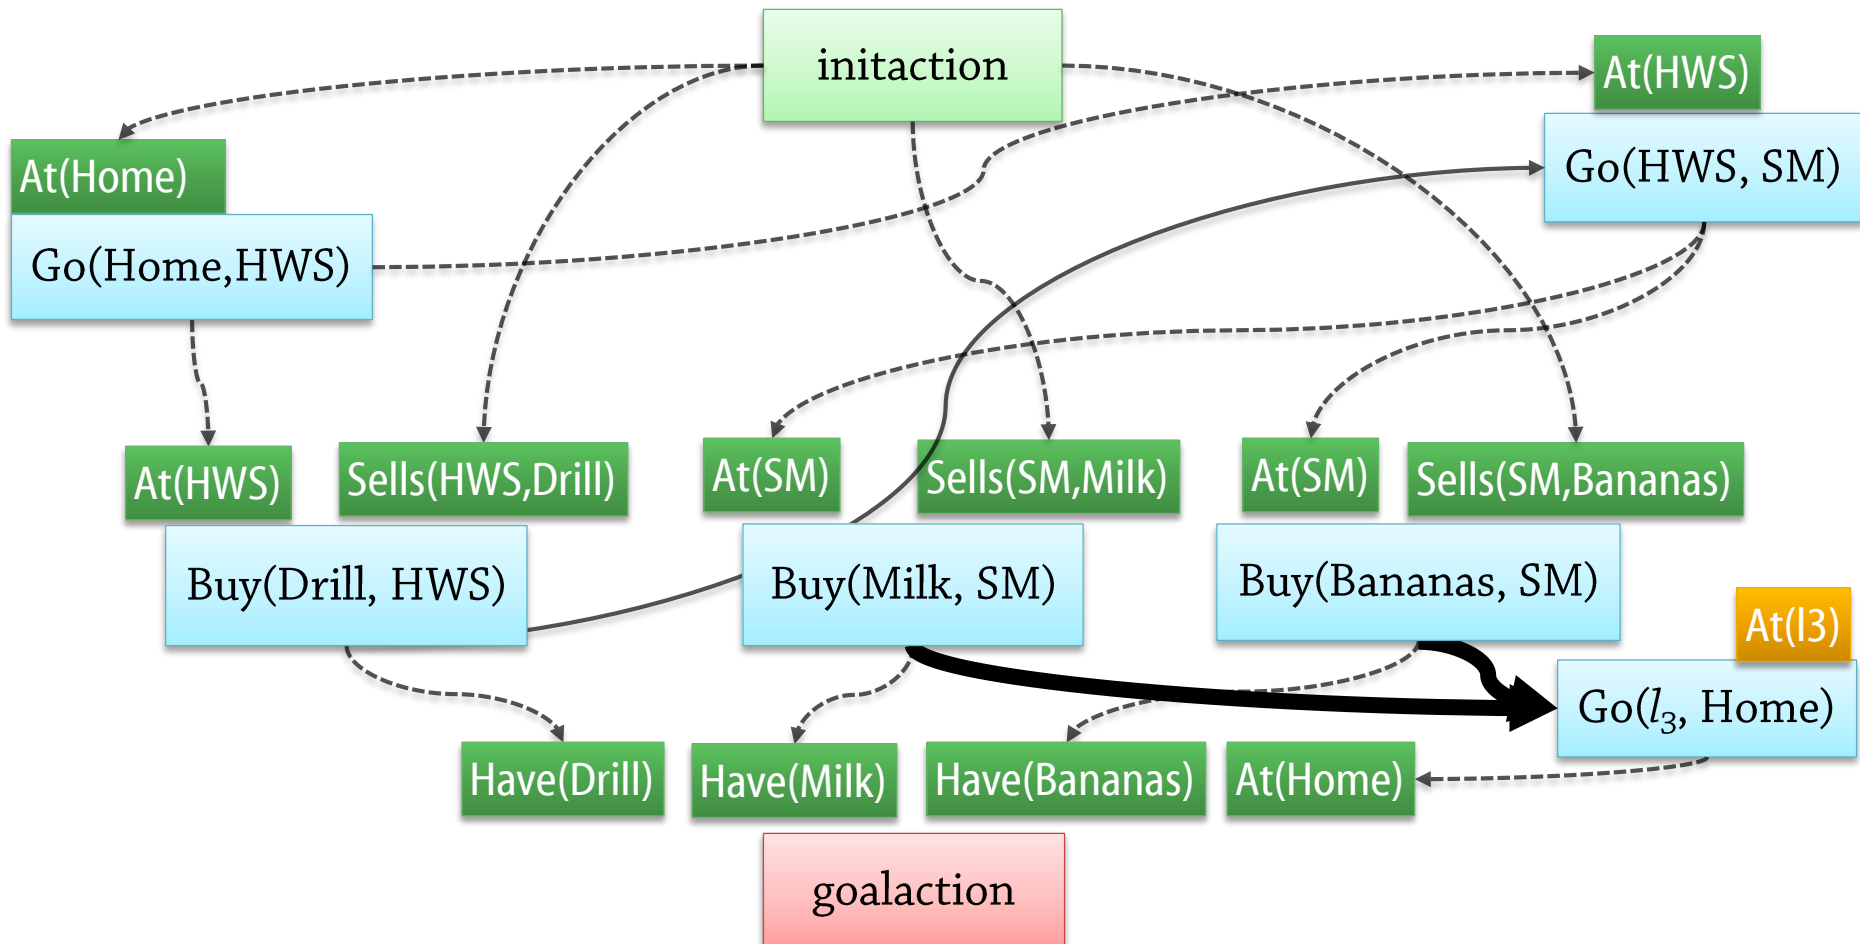 initaction
At(HWS)
Go(HWS, SM)
At(Home)
Go(Home,HWS)
At(HWS)
Sells(HWS,Drill)
At(SM)
Sells(SM,Milk)
At(SM)
Sells(SM,Bananas)
Buy(Drill, HWS)
Buy(Milk, SM)
Buy(Bananas, SM)
At(l3)
Go(l₃, Home)
Have(Drill)
Have(Milk)
Have(Bananas)
At(Home)
goalaction